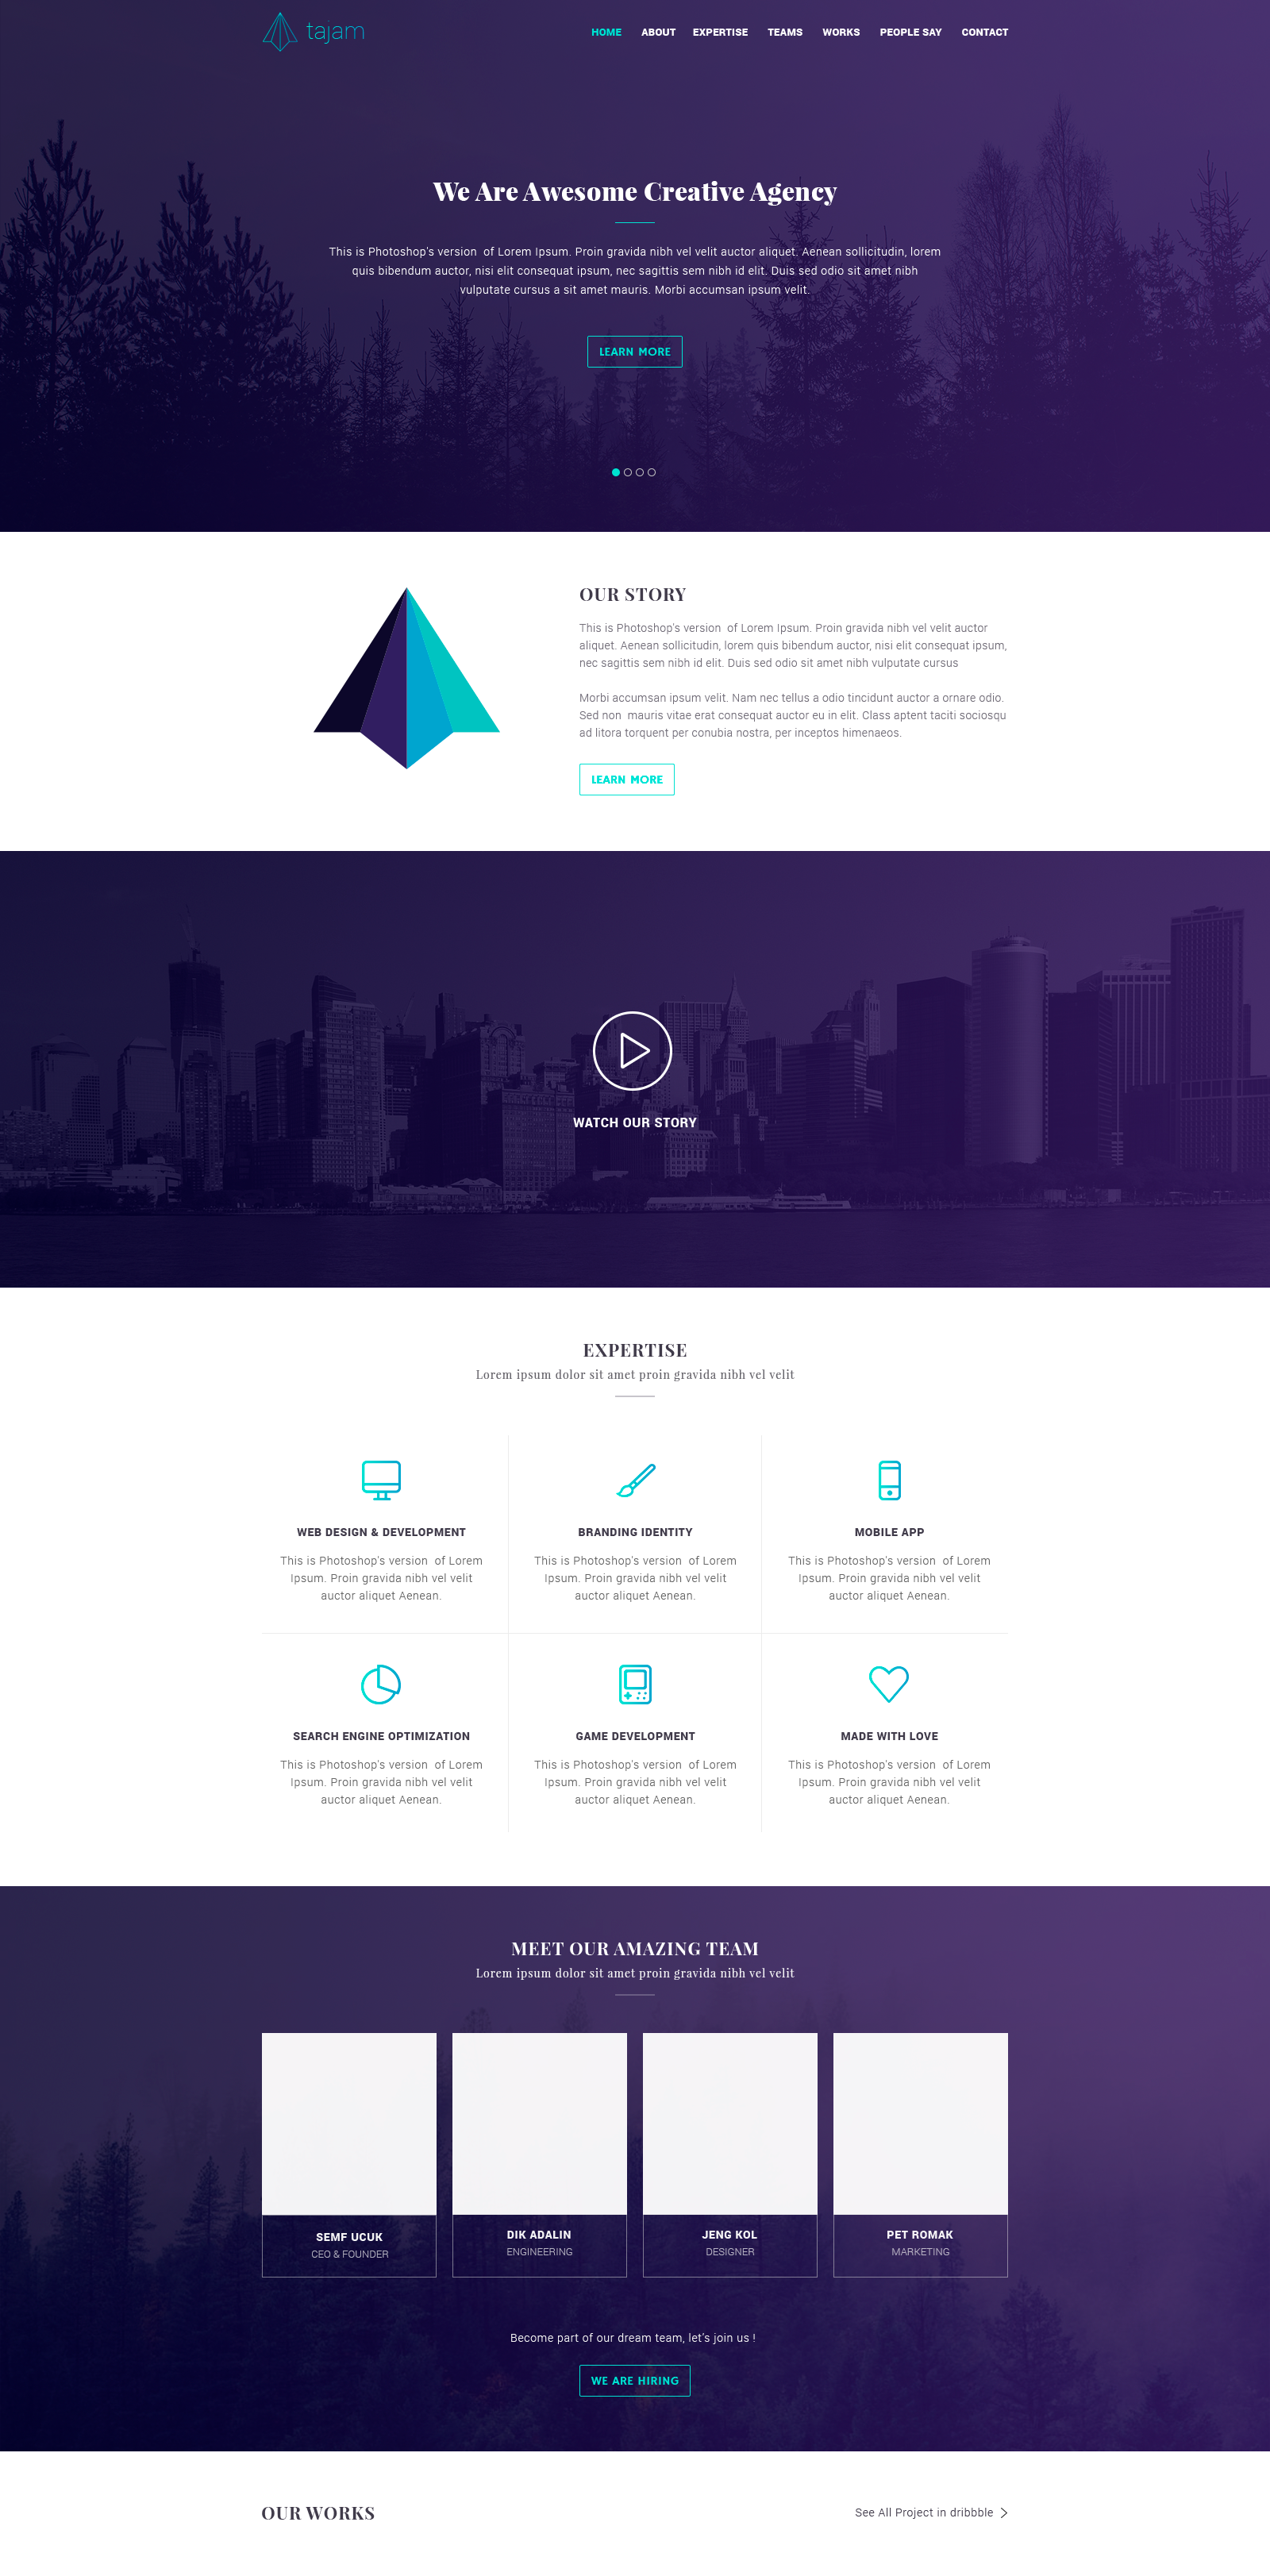 tajam
HOME ABOUT EXPERTISE TEAMS WORKS PEOPLE SAY CONTACT
We Are Awesome Creative Agency
This is Photoshop's version of Lorem Ipsum. Proin gravida nibh vel velit auctor aliquet. Aenean sollicitudin, lorem
quis bibendum auctor, nisi elit consequat ipsum, nec sagittis sem nibh id elit. Duis sed odio sit amet nibh
vulputate cursus a sit amet mauris. Morbi accumsan ipsum velit.
LEARN MORE
OUR STORY
This is Photoshop's version of Lorem Ipsum. Proin gravida nibh vel velit auctor
aliquet. Aenean sollicitudin, lorem quis bibendum auctor, nisi elit consequat ipsum,
nec sagittis sem nibh id elit. Duis sed odio sit amet nibh vulputate cursus
Morbi accumsan ipsum velit. Nam nec tellus a odio tincidunt auctor a ornare odio.
Sed non mauris vitae erat consequat auctor eu in elit. Class aptent taciti sociosqu
ad litora torquent per conubia nostra, per inceptos himenaeos.
LEARN MORE
WATCH OUR STORY
EXPERTISE
Lorem ipsum dolor sit amet proin gravida nibh vel velit
WEB DESIGN & DEVELOPMENT
This is Photoshop's version of Lorem
Ipsum. Proin gravida nibh vel velit
auctor aliquet Aenean.
BRANDING IDENTITY
This is Photoshop's version of Lorem
Ipsum. Proin gravida nibh vel velit
auctor aliquet Aenean.
MOBILE APP
This is Photoshop's version of Lorem
Ipsum. Proin gravida nibh vel velit
auctor aliquet Aenean.
SEARCH ENGINE OPTIMIZATION
This is Photoshop's version of Lorem
Ipsum. Proin gravida nibh vel velit
auctor aliquet Aenean.
GAME DEVELOPMENT
This is Photoshop's version of Lorem
Ipsum. Proin gravida nibh vel velit
auctor aliquet Aenean.
MADE WITH LOVE
This is Photoshop's version of Lorem
Ipsum. Proin gravida nibh vel velit
auctor aliquet Aenean.
MEET OUR AMAZING TEAM
Lorem ipsum dolor sit amet proin gravida nibh vel velit
SEMF UCUK
CEO & FOUNDER
DIK ADALIN
ENGINEERING
JENG KOL
DESIGNER
PET ROMAK
MARKETING
Become part of our dream team, let's join us !
WE ARE HIRING
OUR WORKS
See All Project in dribbble